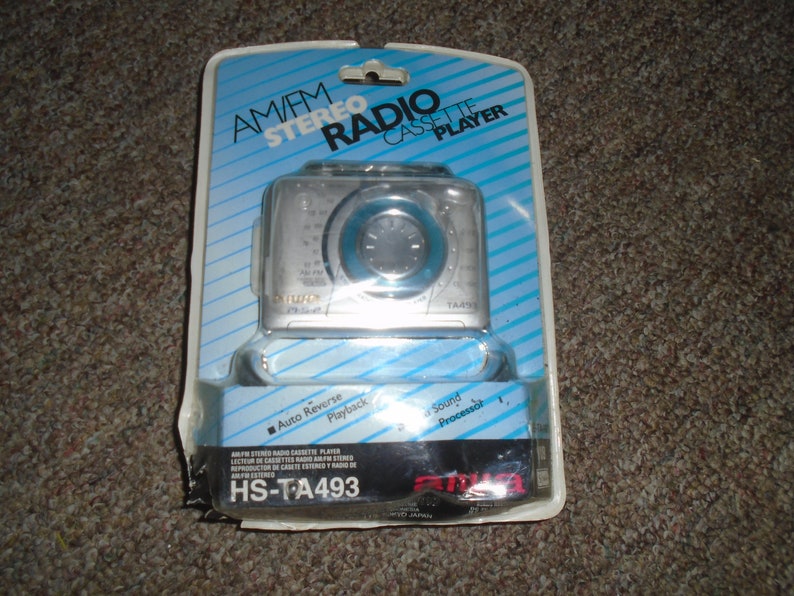 AM/FM
STEREO
RADIO
CASSETTE
PLAYER
AM FM
aiwa
TA493
■ Auto Reverse
Playback
Sound
Processor
AM/FM STEREO RADIO CASSETTE PLAYER
LECTEUR DE CASSETTES RADIO AM/FM STEREO
REPRODUCTOR DE CASETE ESTEREO Y RADIO DE
AM/FM ESTEREO
HS-TA493
aiwa
TOKYO JAPAN